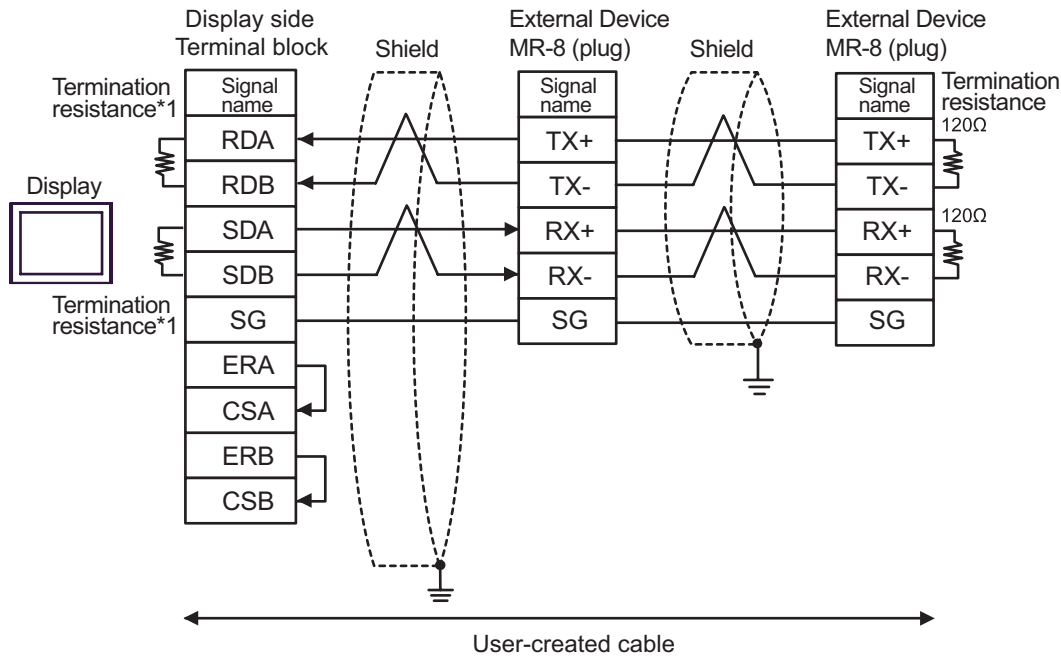 Display side
Terminal block
Shield
External Device
MR-8 (plug)
Shield
External Device
MR-8 (plug)
Termination
resistance*1
Signal
name
Signal
name
Signal
name
Termination
resistance
RDA
TX+
TX+
120Ω
RDB
TX-
TX-
Display
SDA
RX+
RX+
120Ω
SDB
RX-
RX-
Termination
resistance*1
SG
SG
SG
ERA
CSA
ERB
CSB
User-created cable